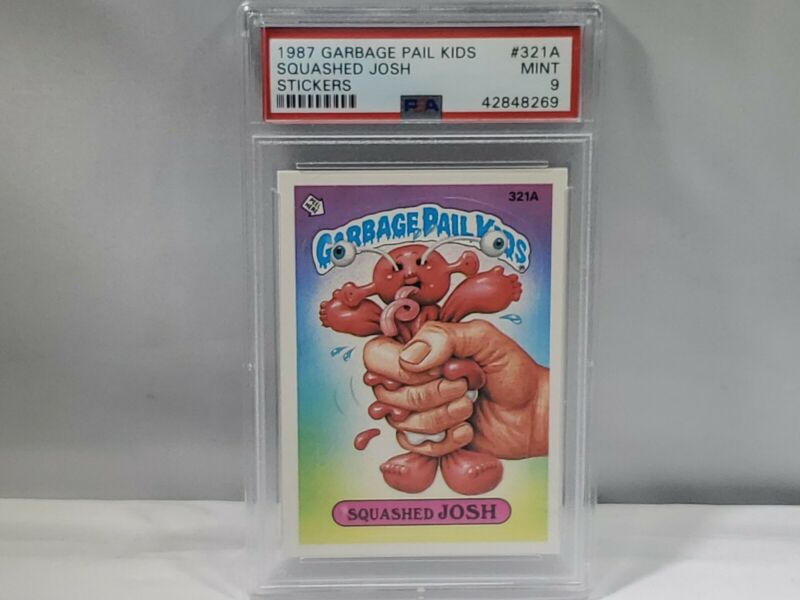 1987 GARBAGE PAIL KIDS #321A
SQUASHED JOSH MINT
STICKERS 9
PSA 42848269
321A
GARBAGE PAIL KIDS
SQUASHED JOSH